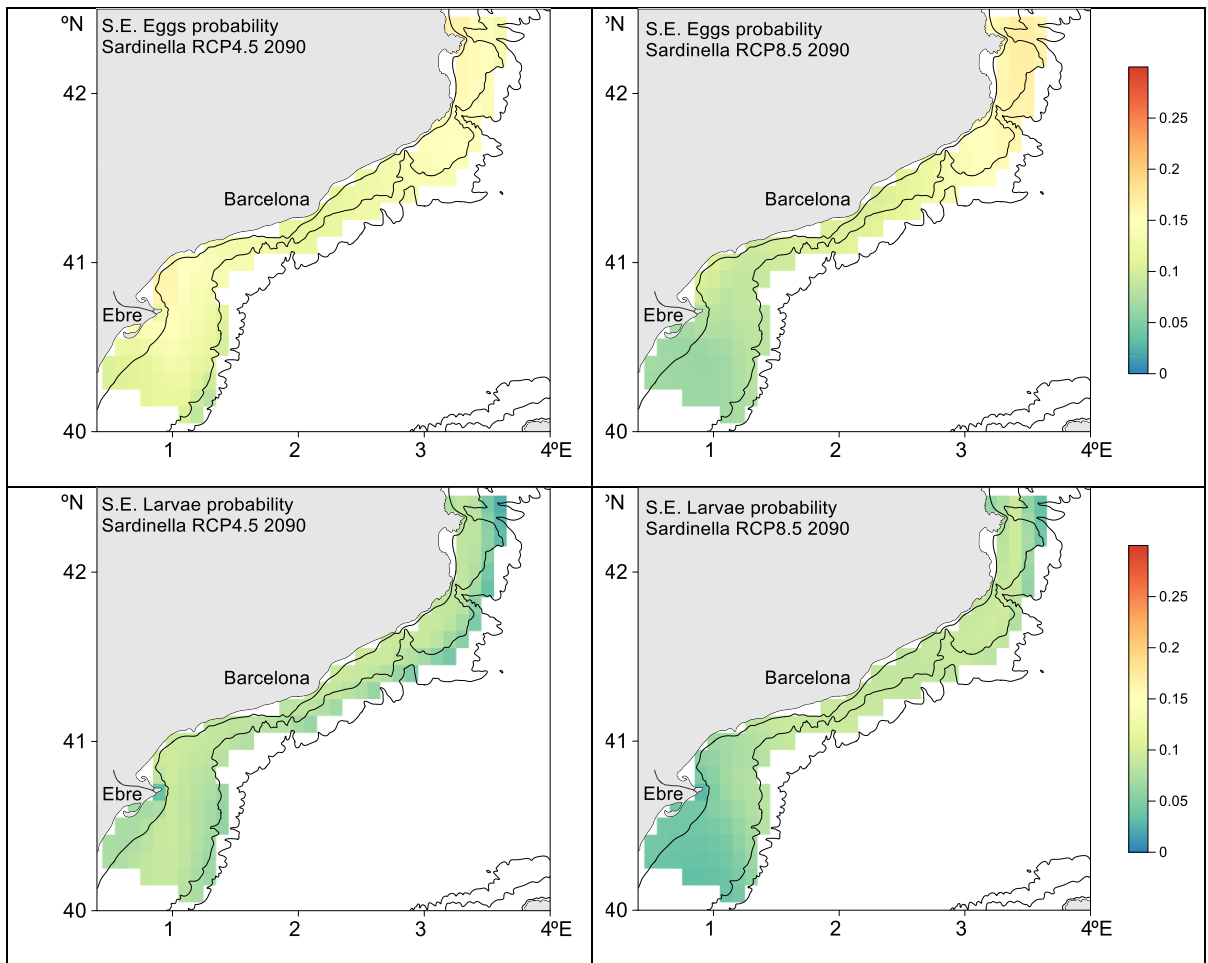 ºN
S.E. Eggs probability
Sardinella RCP4.5 2090
42
Barcelona
41
Ebre
40
1
2
3
4ºE
ºN
S.E. Eggs probability
Sardinella RCP8.5 2090
42
Barcelona
41
Ebre
40
1
2
3
4ºE
0.25
0.2
0.15
0.1
0.05
0
ºN
S.E. Larvae probability
Sardinella RCP4.5 2090
42
Barcelona
41
Ebre
40
1
2
3
4ºE
ºN
S.E. Larvae probability
Sardinella RCP8.5 2090
42
Barcelona
41
Ebre
40
1
2
3
4ºE
0.25
0.2
0.15
0.1
0.05
0